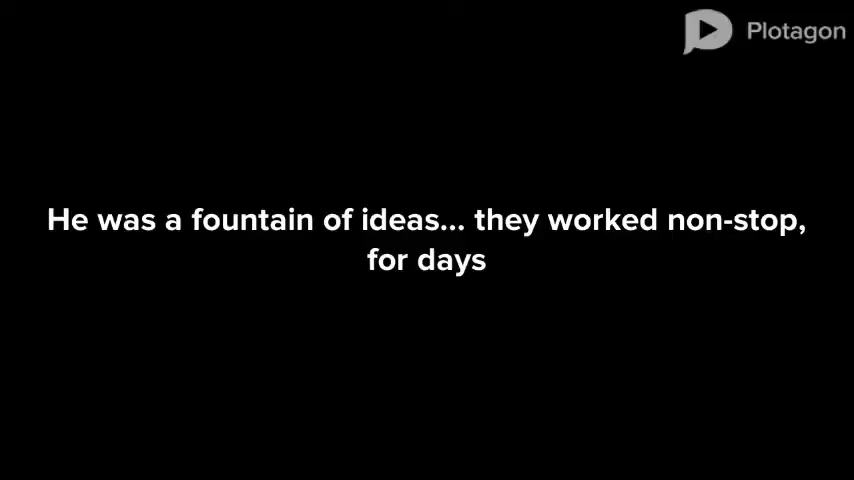 Plotagon
He was a fountain of ideas... they worked non-stop,
for days